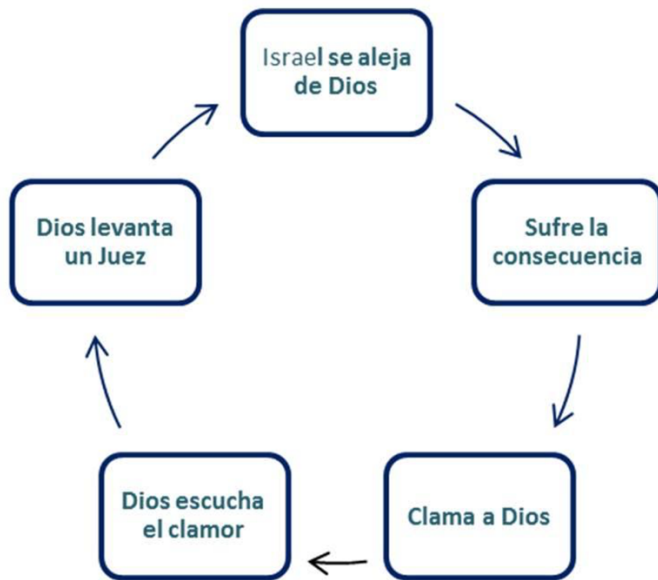 Israel se aleja
de Dios
Sufre la
consecuencia
Clama a Dios
Dios escucha
el clamor
Dios levanta
un Juez